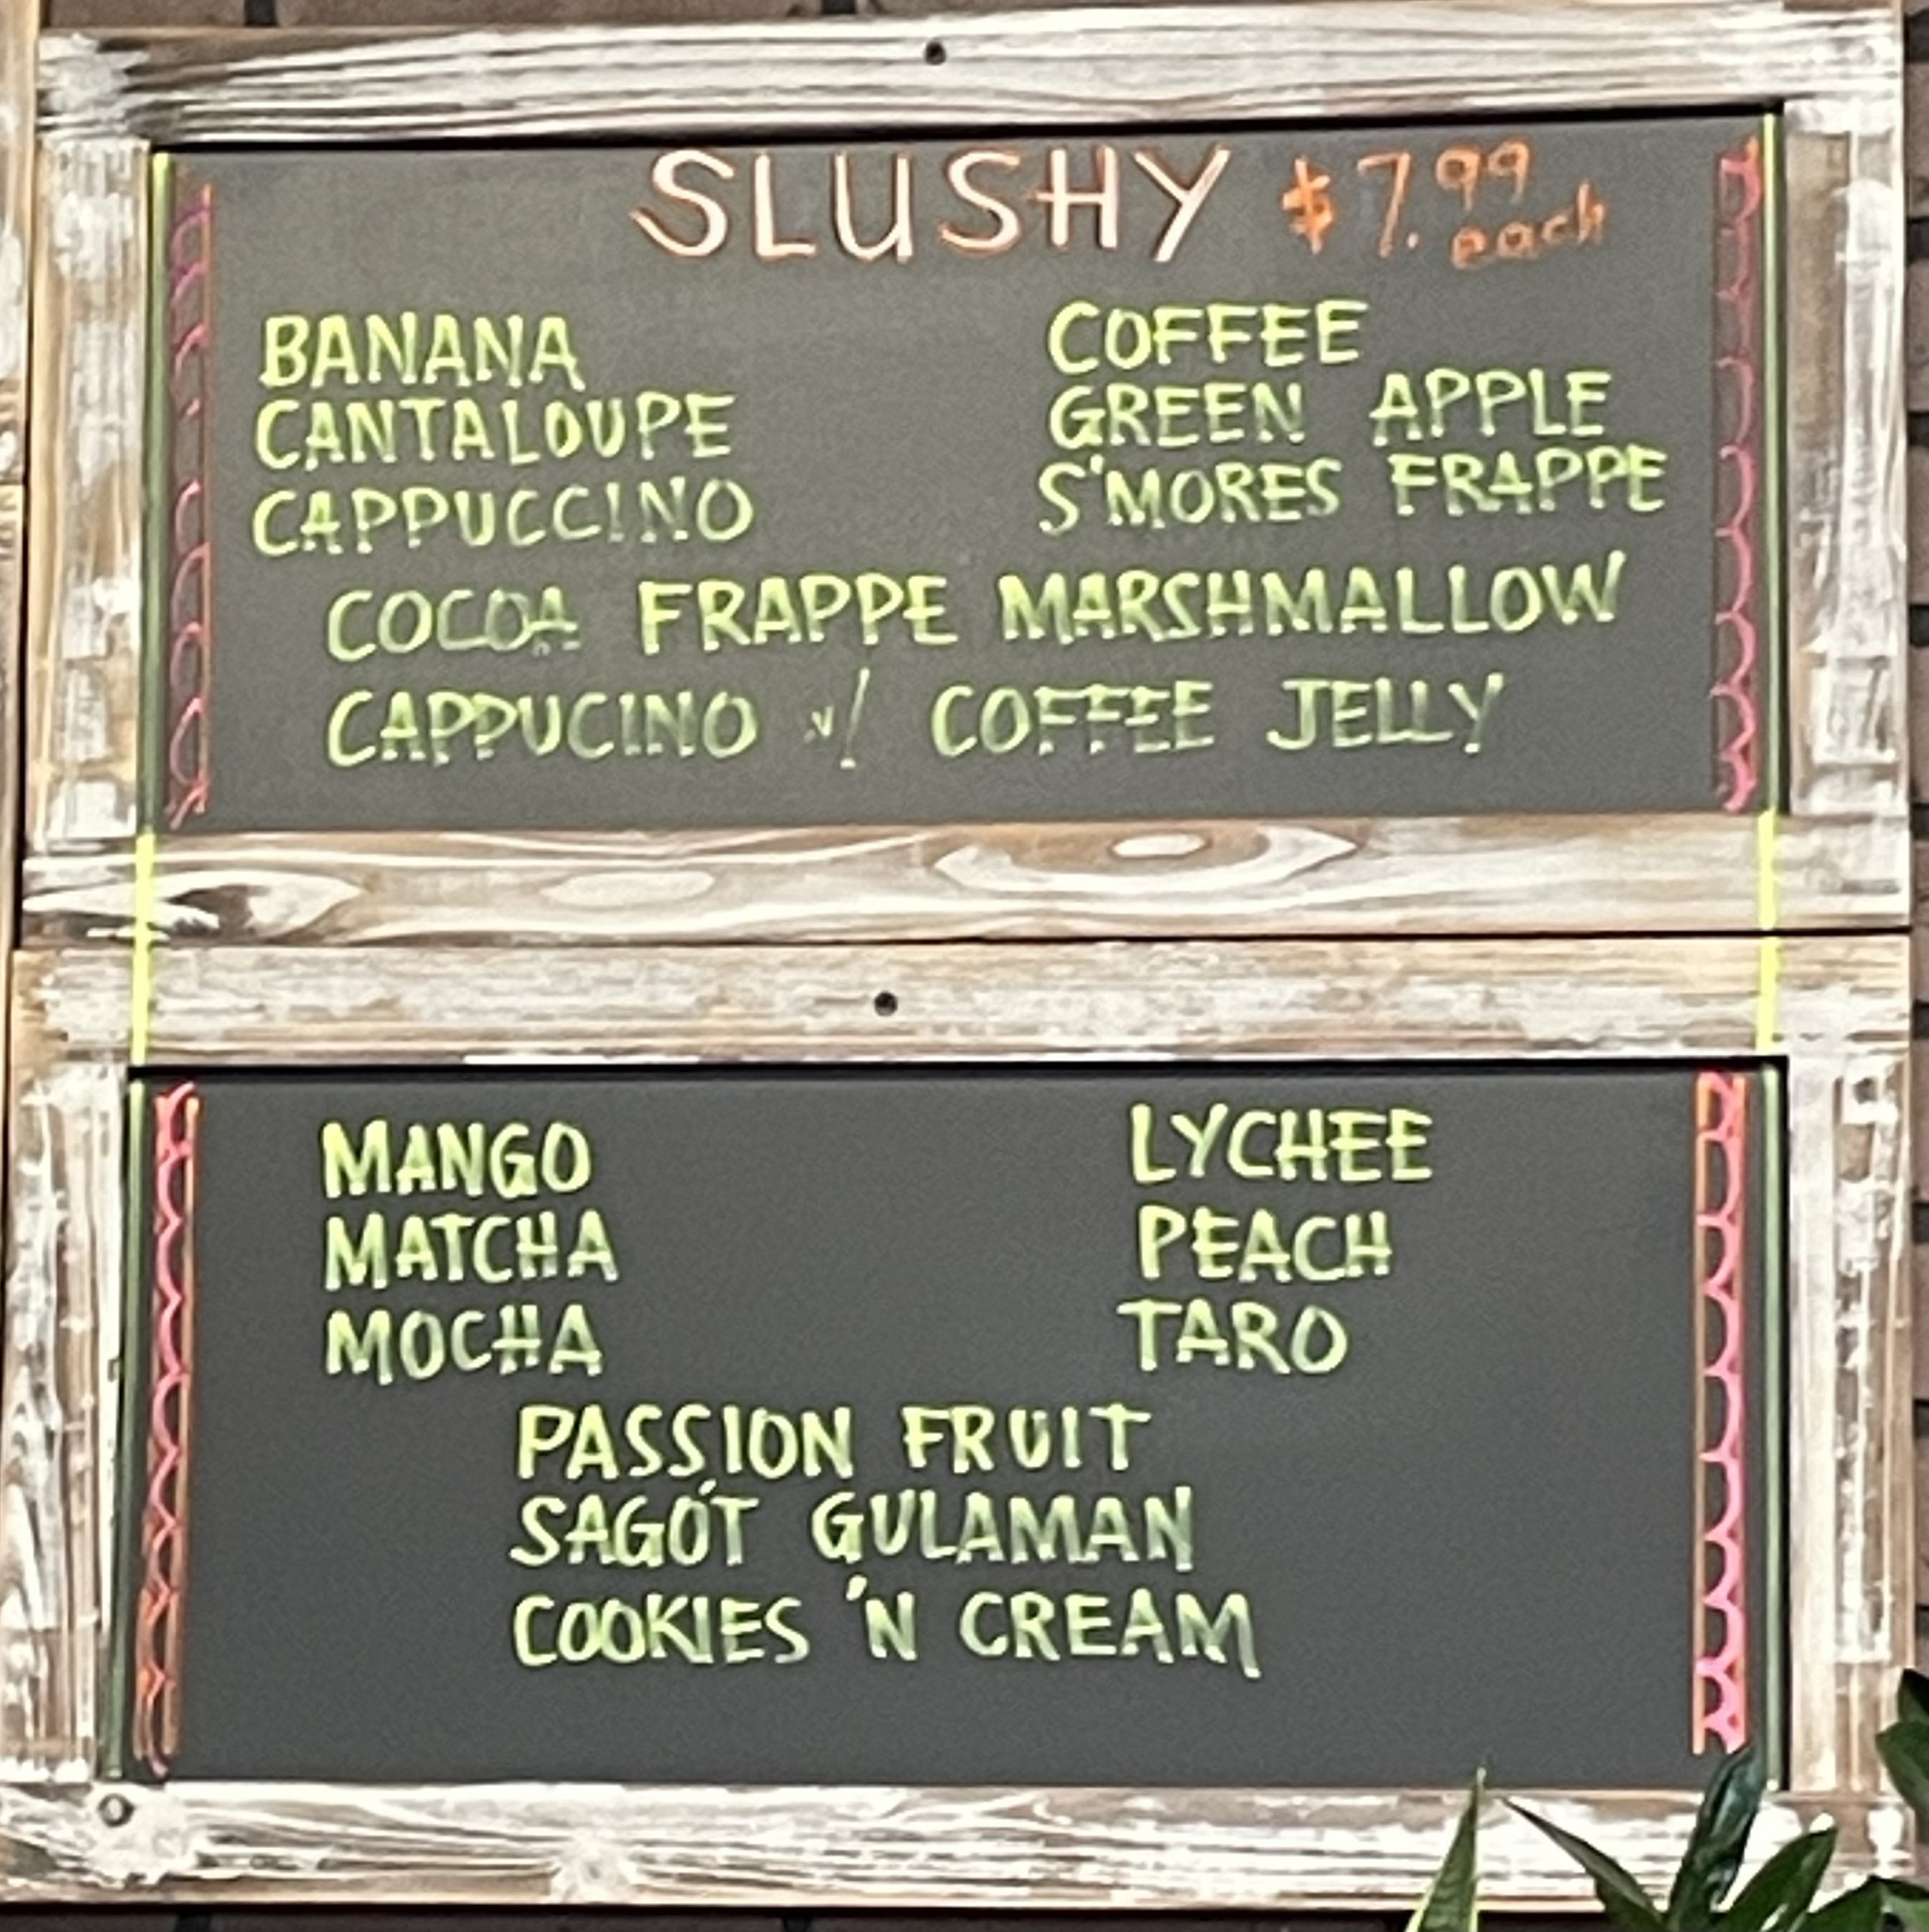 SLUSHY $7.99 each
BANANA
CANTALOUPE
CAPPUCCINO
COFFEE
GREEN APPLE
S'MORES FRAPPE
COCOA FRAPPE MARSHMALLOW
CAPPUCINO w/ COFFEE JELLY
MANGO
MATCHA
MOCHA
LYCHEE
PEACH
TARO
PASSION FRUIT
SAGO'T GULAMAN
COOKIES 'N CREAM